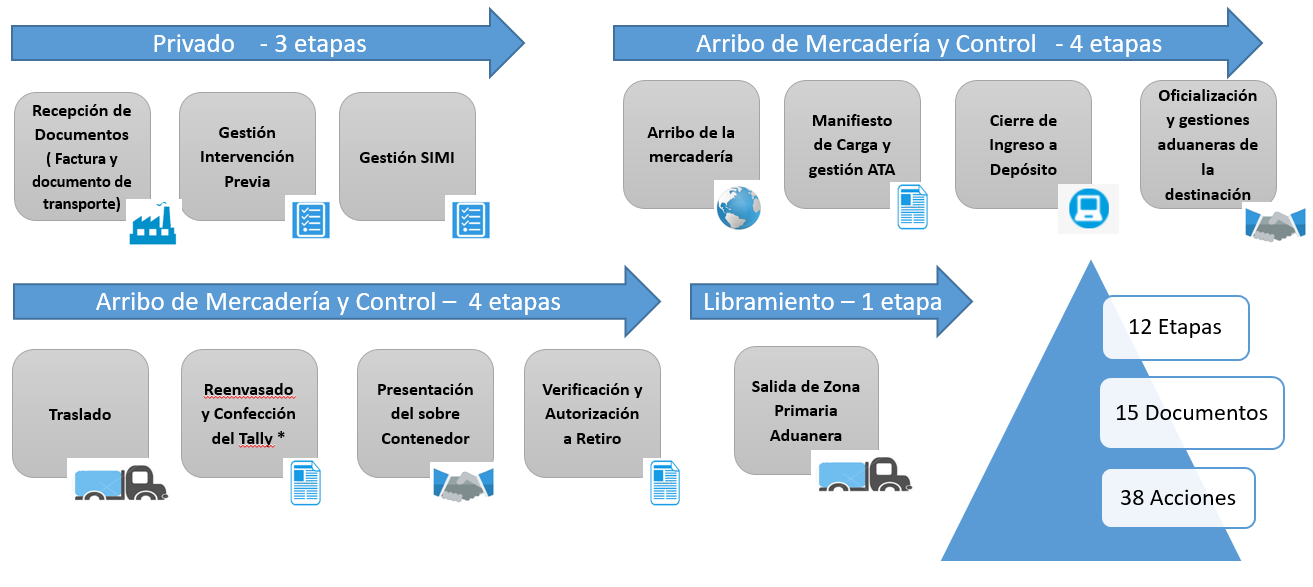 Privado - 3 etapas
Recepción de
Documentos
( Factura y
documento de
transporte)
Gestión
Intervención
Previa
Gestión SIMI
Arribo de Mercadería y Control - 4 etapas
Arribo de la
mercadería
Manifiesto
de Carga y
gestión ATA
Cierre de
Ingreso a
Depósito
Oficialización
y gestiones
aduaneras de
la
destinación
Arribo de Mercadería y Control – 4 etapas
Traslado
Reenvasado
y Confección
del Tally *
Presentación
del sobre
Contenedor
Verificación y
Autorización
a Retiro
Libramiento – 1 etapa
Salida de Zona
Primaria
Aduanera
12 Etapas
15 Documentos
38 Acciones